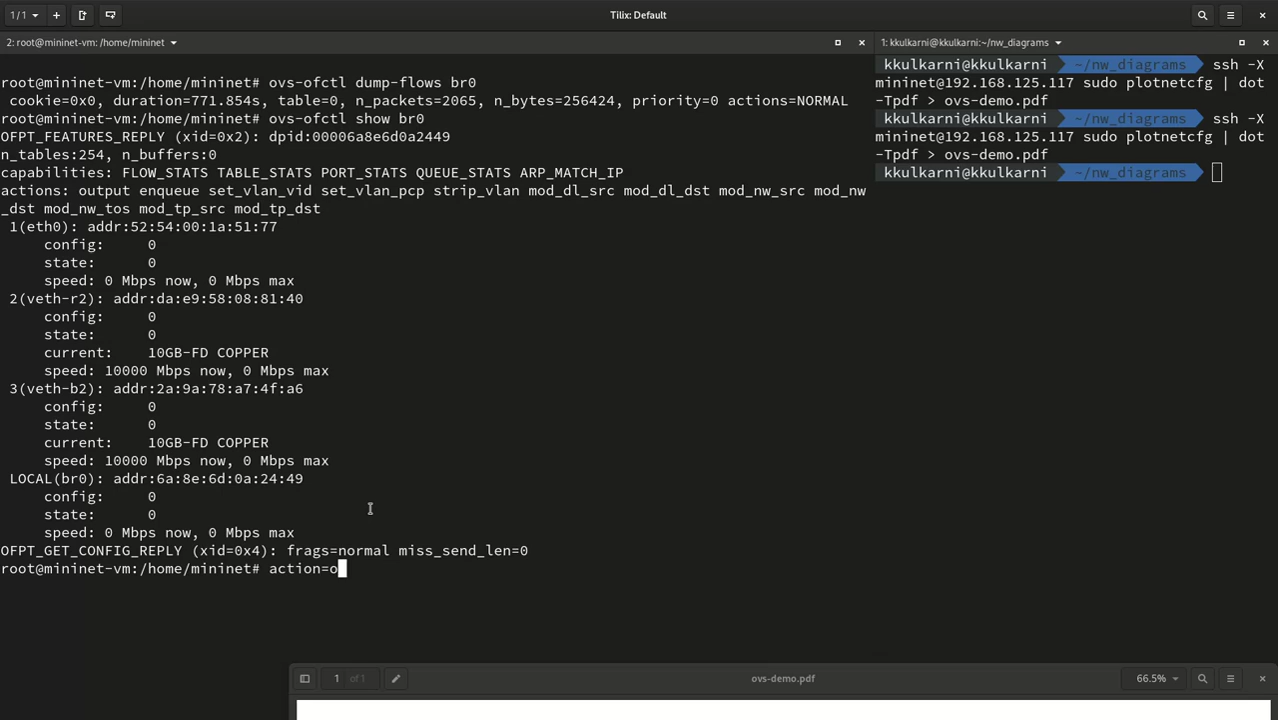 1/1
Tilix: Default
2: root@mininet-vm: /home/mininet
root@mininet-vm:/home/mininet# ovs-ofctl dump-flows br0
 cookie=0x0, duration=771.854s, table=0, n_packets=2065, n_bytes=256424, priority=0 actions=NORMAL
root@mininet-vm:/home/mininet# ovs-ofctl show br0
OFPT_FEATURES_REPLY (xid=0x2): dpid:00006a8e6d0a2449
n_tables:254, n_buffers:0
capabilities: FLOW_STATS TABLE_STATS PORT_STATS QUEUE_STATS ARP_MATCH_IP
actions: output enqueue set_vlan_vid set_vlan_pcp strip_vlan mod_dl_src mod_dl_dst mod_nw_src mod_nw
_dst mod_nw_tos mod_tp_src mod_tp_dst
 1(eth0): addr:52:54:00:1a:51:77
     config:     0
     state:      0
     speed: 0 Mbps now, 0 Mbps max
 2(veth-r2): addr:da:e9:58:08:81:40
     config:     0
     state:      0
     current:    10GB-FD COPPER
     speed: 10000 Mbps now, 0 Mbps max
 3(veth-b2): addr:2a:9a:78:a7:4f:a6
     config:     0
     state:      0
     current:    10GB-FD COPPER
     speed: 10000 Mbps now, 0 Mbps max
 LOCAL(br0): addr:6a:8e:6d:0a:24:49
     config:     0
     state:      0
     speed: 0 Mbps now, 0 Mbps max
OFPT_GET_CONFIG_REPLY (xid=0x4): frags=normal miss_send_len=0
root@mininet-vm:/home/mininet# action=o
1: kkulkarni@kkulkarni:~/nw_diagrams
kkulkarni@kkulkarni ~/nw_diagrams ssh -X
mininet@192.168.125.117 sudo plotnetcfg | dot
-Tpdf > ovs-demo.pdf
kkulkarni@kkulkarni ~/nw_diagrams ssh -X
mininet@192.168.125.117 sudo plotnetcfg | dot
-Tpdf > ovs-demo.pdf
kkulkarni@kkulkarni ~/nw_diagrams
1 of 1
ovs-demo.pdf
66.5%